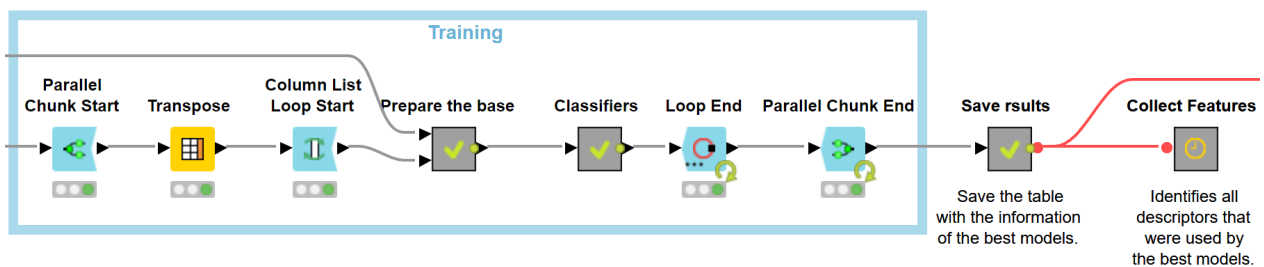 Training
Parallel
Chunk Start
Transpose
Column List
Loop Start
Prepare the base
Classifiers
Loop End
Parallel Chunk End
Save rsults
Collect Features
Save the table
with the information
of the best models.
Identifies all
descriptors that
were used by
the best models.